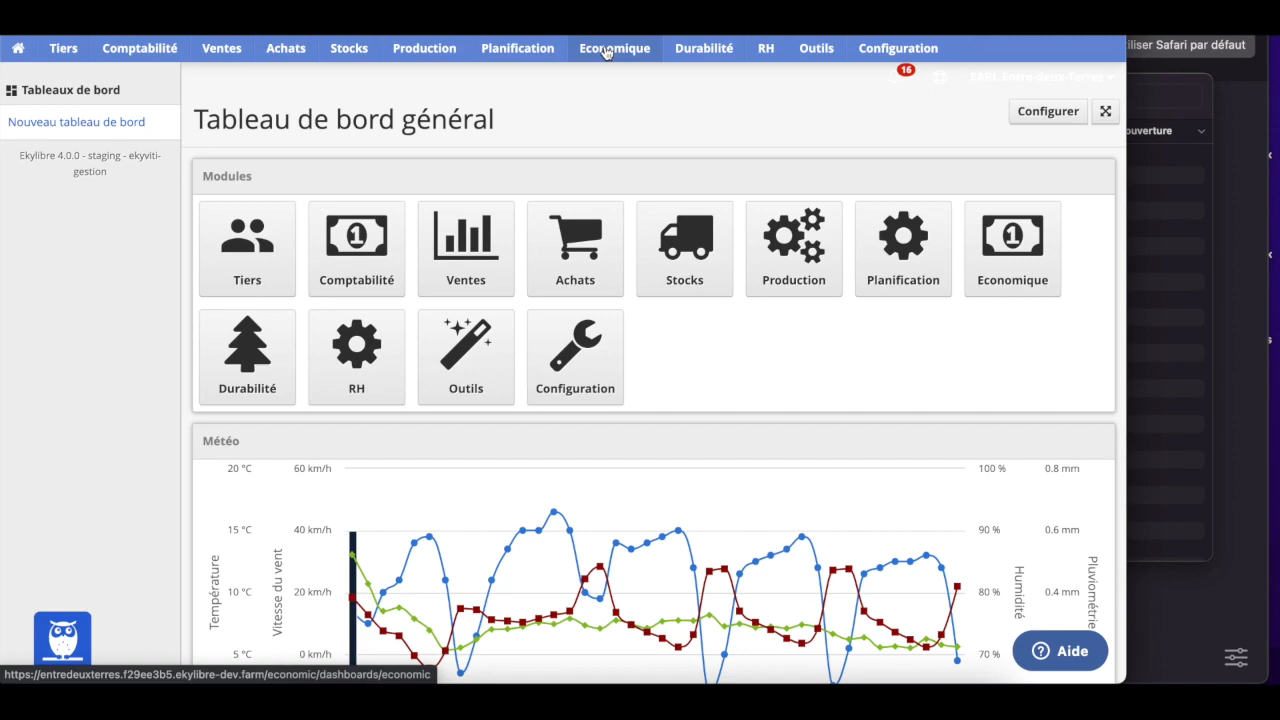 Tiers Comptabilité Ventes Achats Stocks Production Planification Economique Durabilité RH Outils Configuration
iliser Safari par défaut
16
EARL Entre-deux-Terres
Tableaux de bord
Nouveau tableau de bord
Ekylibre 4.0.0 - staging - ekyviti-
gestion
Tableau de bord général
Configurer
ouverture
Modules
Tiers Comptabilité Ventes Achats Stocks Production Planification Economique
Durabilité RH Outils Configuration
Météo
20 °C 60 km/h 100 % 0.8 mm
15 °C 40 km/h 90 % 0.6 mm
10 °C 20 km/h 80 % 0.4 mm
5 °C 0 km/h 70 %
Température
Vitesse du vent
Humidité
Pluviométrie
Aide
https://entredeuxterres.f29ee3b5.ekylibre-dev.farm/economic/dashboards/economic